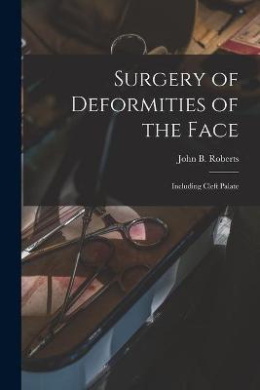 Surgery of
Deformities of
the Face
John B. Roberts
Including Cleft Palate